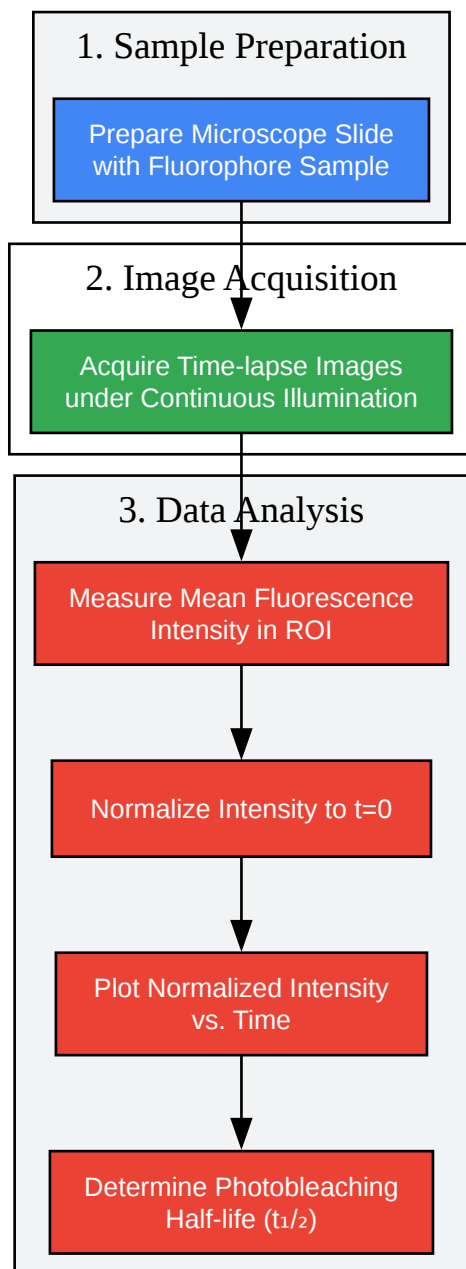 1. Sample Preparation
Prepare Microscope Slide
with Fluorophore Sample
2. Image Acquisition
Acquire Time-lapse Images
under Continuous Illumination
3. Data Analysis
Measure Mean Fluorescence
Intensity in ROI
Normalize Intensity to t=0
Plot Normalized Intensity
vs. Time
Determine Photobleaching
Half-life (t₁/₂)